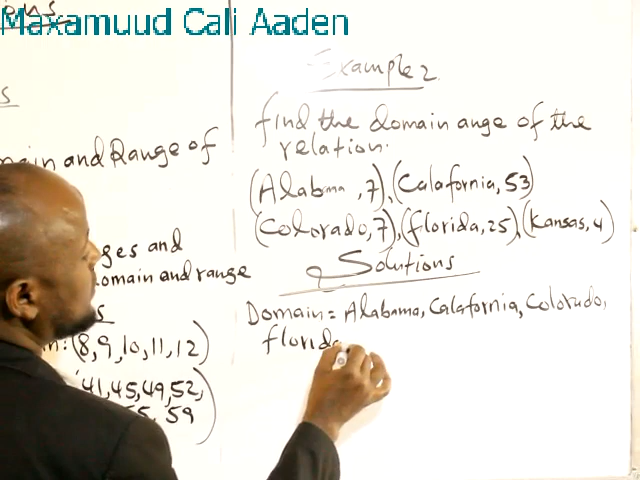 ons
Maxamuud Cali Aaden
s
main and Range of
ges and
omain and range
s
n: (8,9,10,11,12)
41,45,49,52,
55, 59
Example 2
find the domain ange of the
relation.
(Alabma, 7), (Calafornia, 53)
(Colorado, 7), (florida, 25), (Kansas, 4)
Solutions
Domain = Alabama, Calafornia, Colorado,
florida